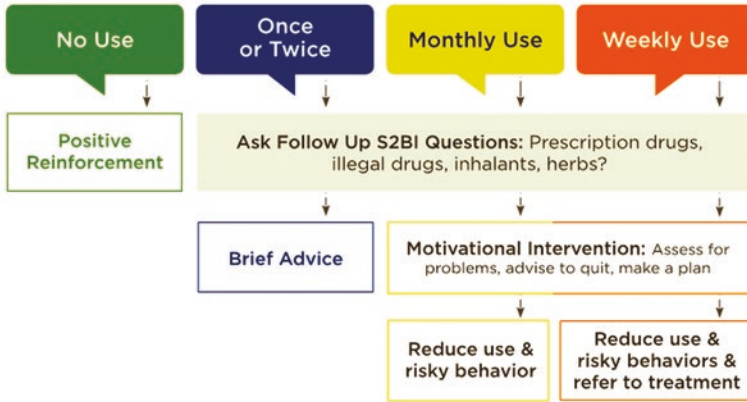 No Use
Once
or Twice
Monthly Use
Weekly Use
Positive
Reinforcement
Ask Follow Up S2BI Questions: Prescription drugs,
illegal drugs, inhalants, herbs?
Brief Advice
Motivational Intervention: Assess for
problems, advise to quit, make a plan
Reduce use &
risky behavior
Reduce use &
risky behaviors &
refer to treatment